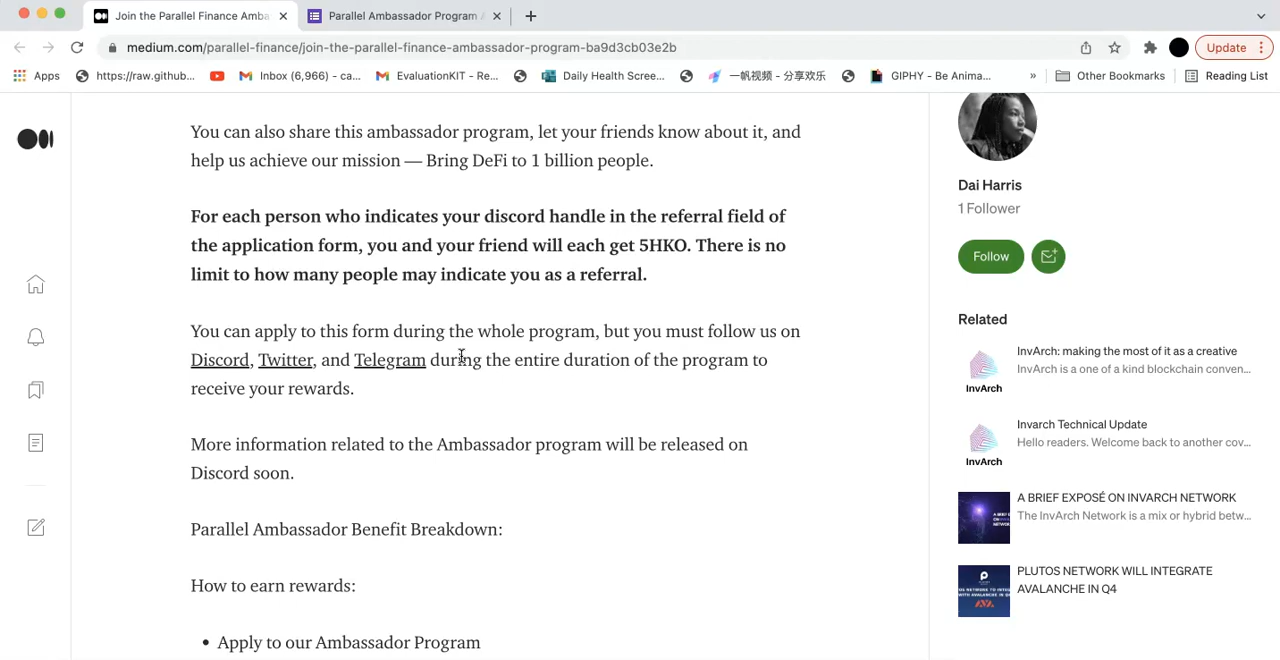 Join the Parallel Finance Amba
Parallel Ambassador Program A
medium.com/parallel-finance/join-the-parallel-finance-ambassador-program-ba9d3cb03e2b
Update
Apps
https://raw.github...
Inbox (6,966) - ca...
EvaluationKIT - Re...
Daily Health Scree...
一帆视频 - 分享欢乐
GIPHY - Be Anima...
»
Other Bookmarks
Reading List
You can also share this ambassador program, let your friends know about it, and
help us achieve our mission — Bring DeFi to 1 billion people.
For each person who indicates your discord handle in the referral field of
the application form, you and your friend will each get 5HKO. There is no
limit to how many people may indicate you as a referral.
You can apply to this form during the whole program, but you must follow us on
Discord, Twitter, and Telegram during the entire duration of the program to
receive your rewards.
More information related to the Ambassador program will be released on
Discord soon.
Parallel Ambassador Benefit Breakdown:
How to earn rewards:
• Apply to our Ambassador Program
Dai Harris
1 Follower
Follow
Related
InvArch: making the most of it as a creative
InvArch is a one of a kind blockchain conven...
InvArch
Invarch Technical Update
Hello readers. Welcome back to another cov...
InvArch
A BRIEF EXPOSÉ ON INVARCH NETWORK
The InvArch Network is a mix or hybrid betw...
PLUTOS NETWORK WILL INTEGRATE
AVALANCHE IN Q4